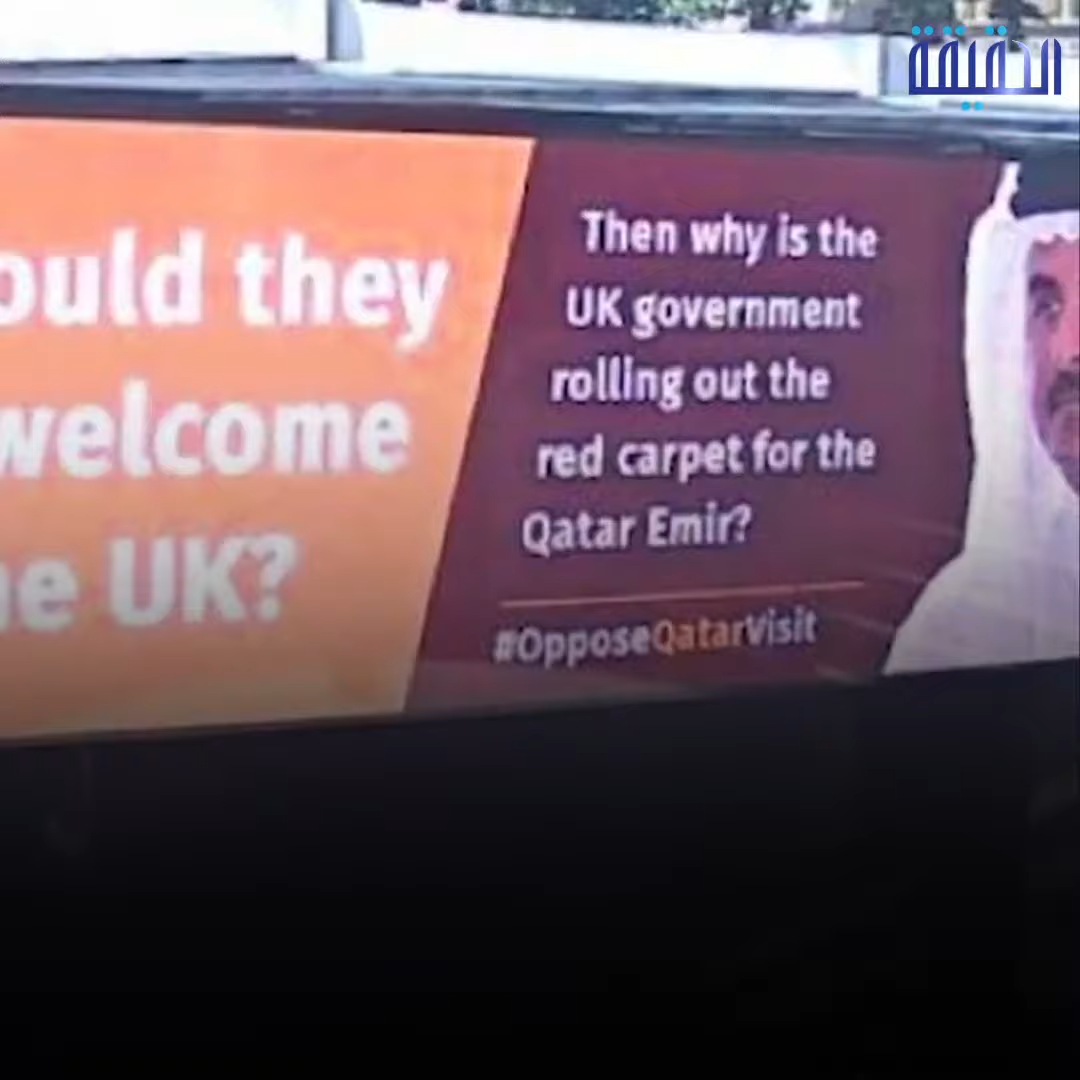 الحقيقة
ould they
welcome
he UK?
Then why is the
UK government
rolling out the
red carpet for the
Qatar Emir?
#OpposeQatarVisit